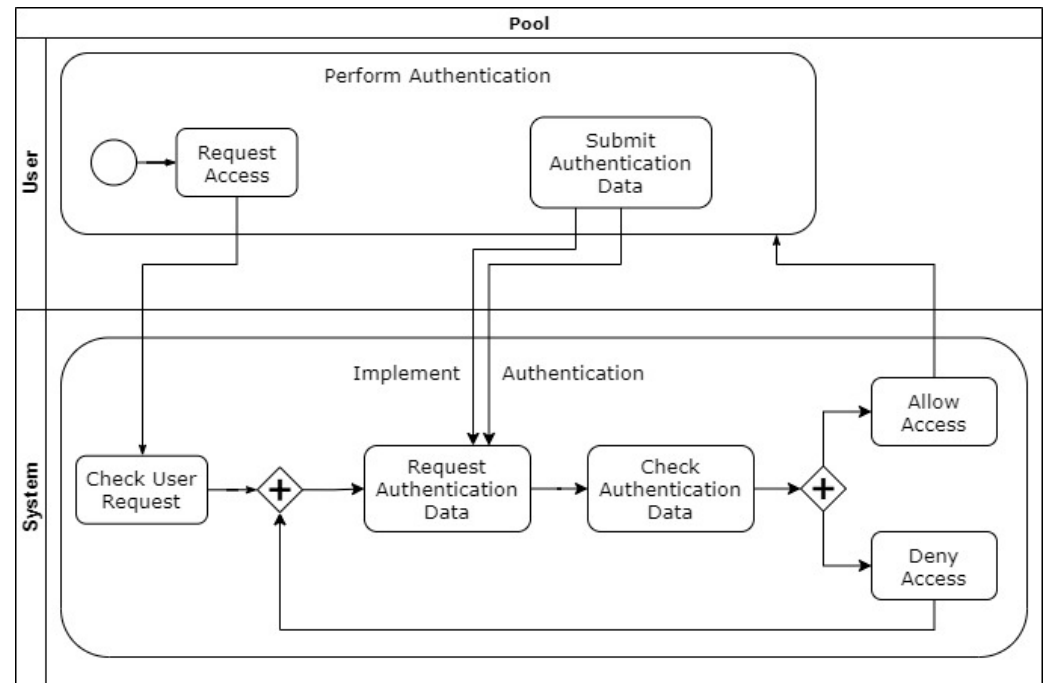 Pool
User
Perform Authentication
Request
Access
Submit
Authentication
Data
System
Implement Authentication
Check User
Request
Request
Authentication
Data
Check
Authentication
Data
Allow
Access
Deny
Access